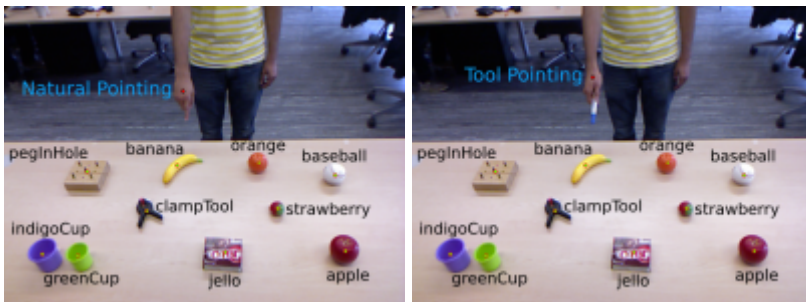 Natural Pointing
pegInHole
banana
orange
baseball
clampTool
strawberry
indigoCup
greenCup
jello
apple
Tool Pointing
pegInHole
banana
orange
baseball
clampTool
strawberry
indigoCup
greenCup
jello
apple